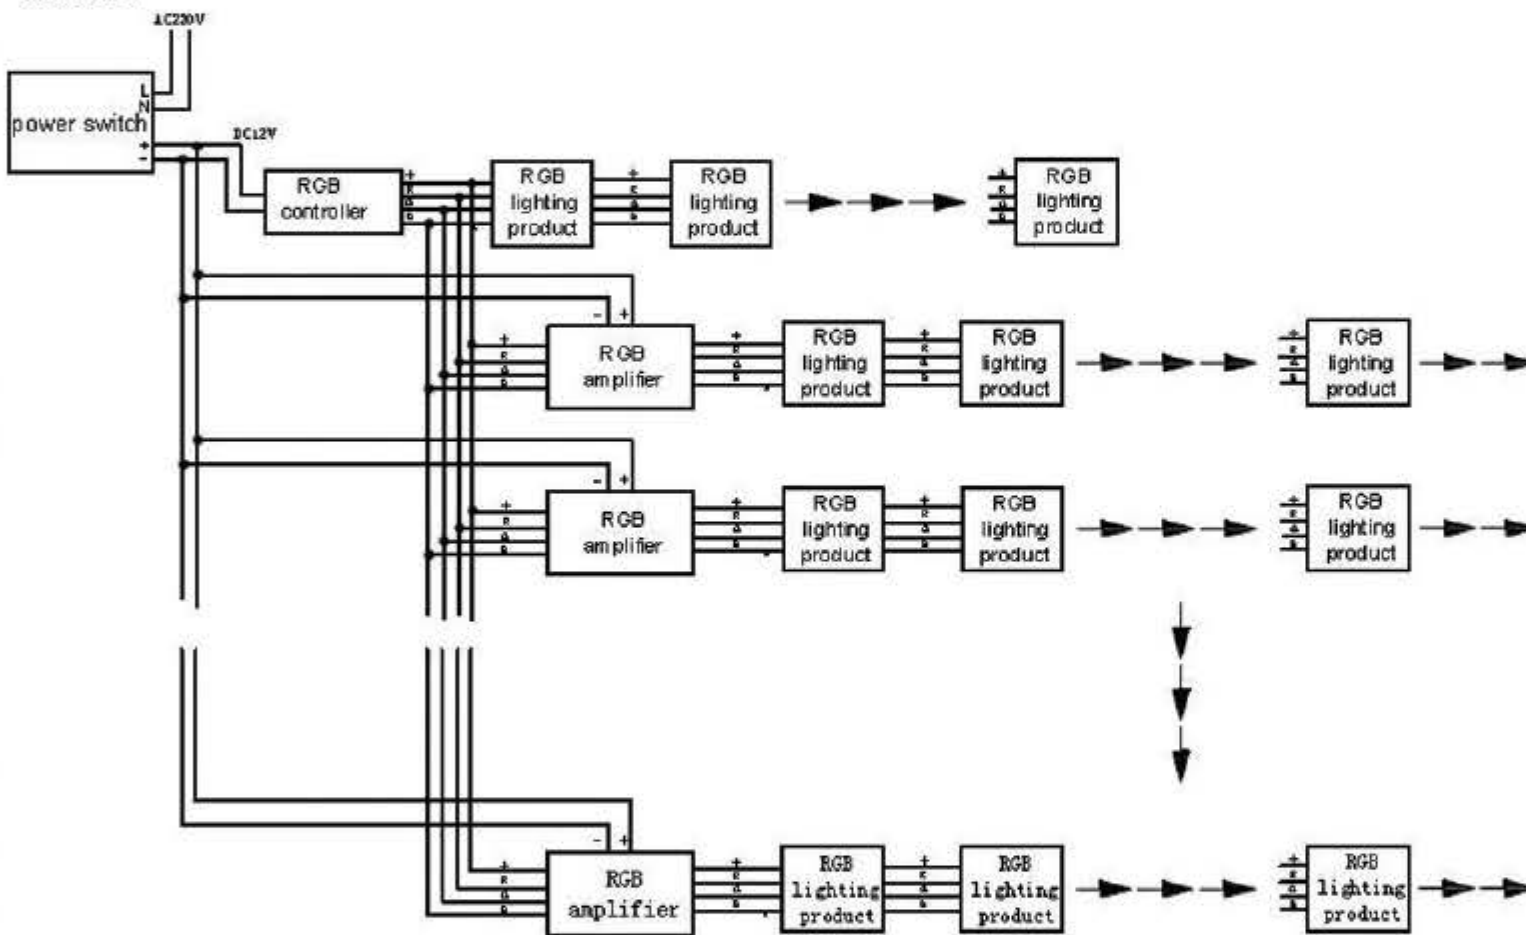 AC220V
L
N
power switch
+
-
DC12V
RGB
controller
+
R
G
B
RGB
lighting
product
+
R
G
B
RGB
lighting
product
+
R
G
B
RGB
lighting
product
- +
+
R
G
B
RGB
amplifier
+
R
G
B
RGB
lighting
product
+
R
G
B
RGB
lighting
product
+
R
G
B
RGB
lighting
product
- +
+
R
G
B
RGB
amplifier
+
R
G
B
RGB
lighting
product
+
R
G
B
RGB
lighting
product
+
R
G
B
RGB
lighting
product
- +
+
R
G
B
RGB
amplifier
+
R
G
B
RGB
lighting
product
+
R
G
B
RGB
lighting
product
+
R
G
B
RGB
lighting
product